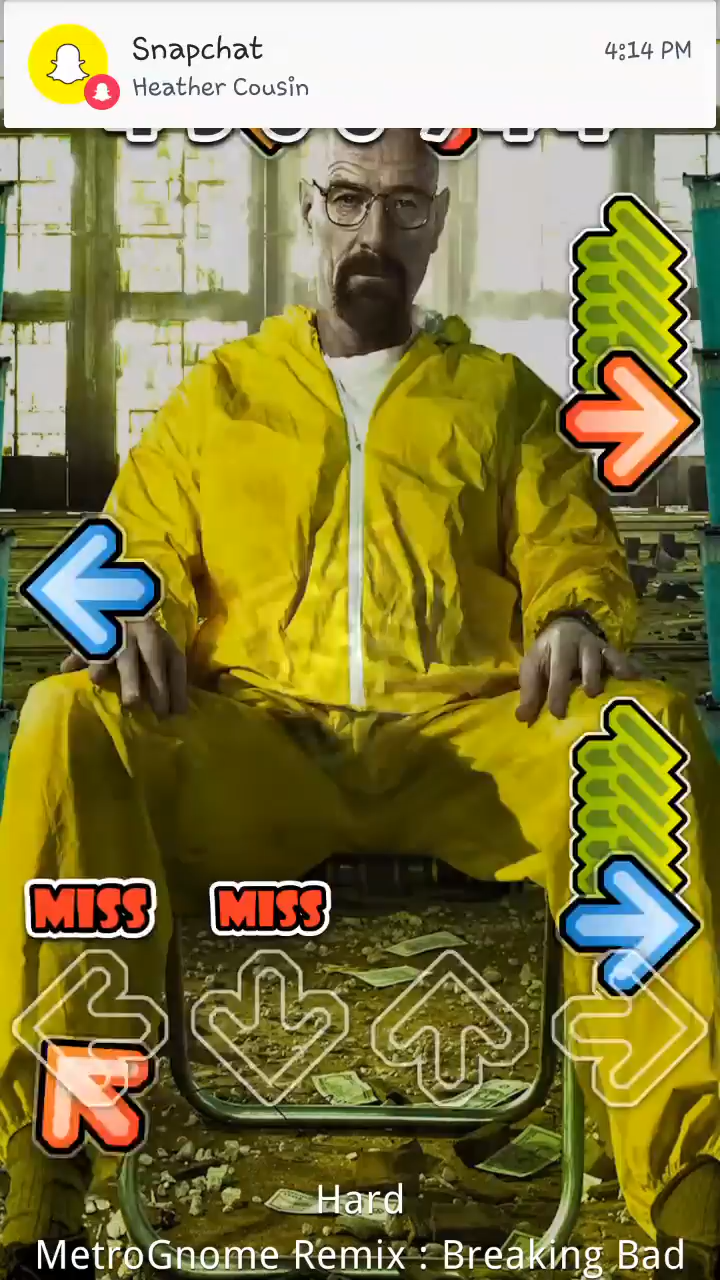 Snapchat
4:14 PM
Heather Cousin
MISS
MISS
Hard
MetroGnome Remix : Breaking Bad